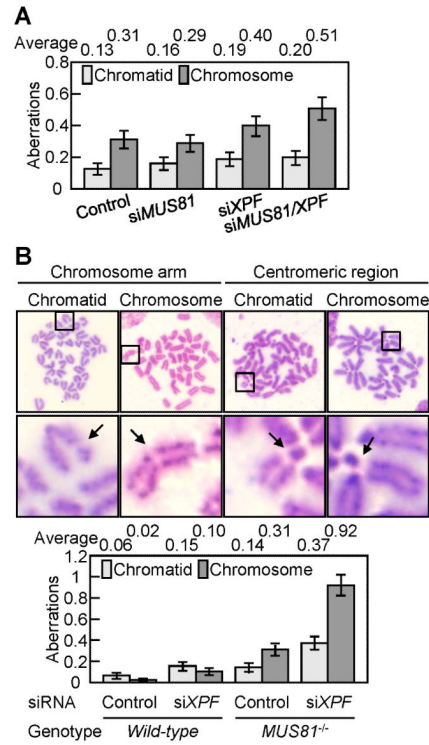 A
Average 0.13 0.31 0.16 0.29 0.19 0.40 0.20 0.51
Aberrations
0.8
0.6
0.4
0.2
0
Chromatid Chromosome
Control siMUS81 siXPF siMUS81/XPF
B
Chromosome arm Centromeric region
Chromatid Chromosome Chromatid Chromosome
Average 0.06 0.02 0.15 0.10 0.14 0.31 0.37 0.92
Aberrations
1.2
1
0.8
0.6
0.4
0.2
0
Chromatid Chromosome
siRNA Control siXPF Control siXPF
Genotype Wild-type MUS81-/-